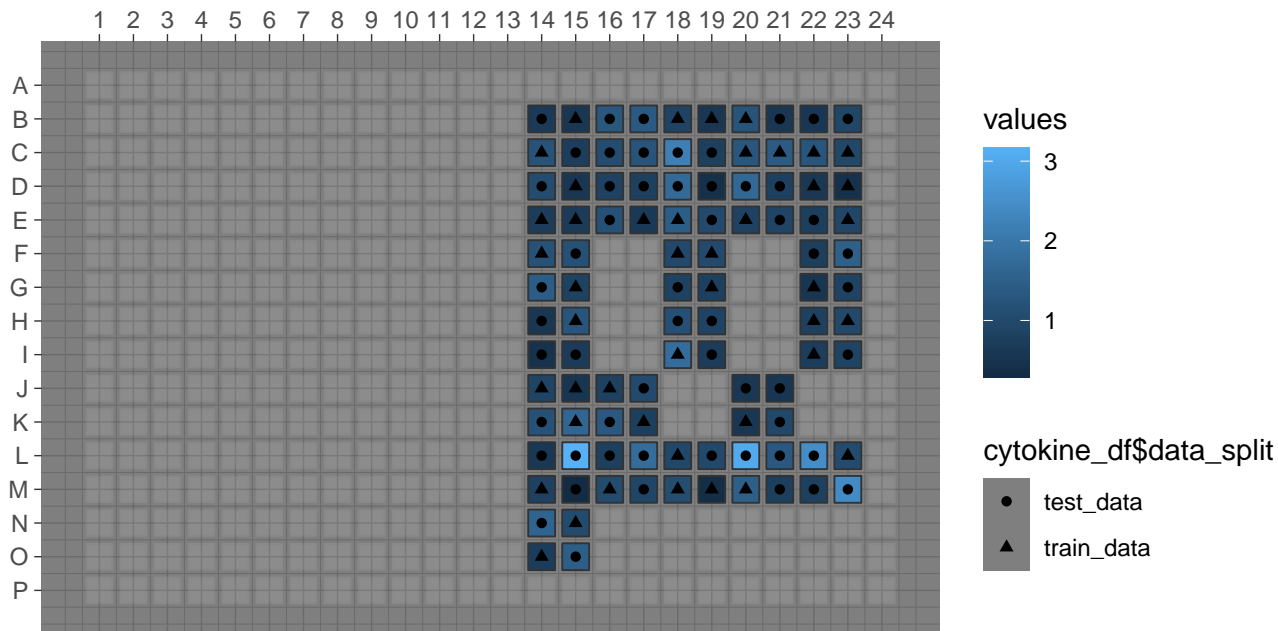 1 2 3 4 5 6 7 8 9 10 11 12 13 14 15 16 17 18 19 20 21 22 23 24
A
B
C
D
E
F
G
H
I
J
K
L
M
N
O
P
values
3
2
1
cytokine_df$data_split
test_data
train_data